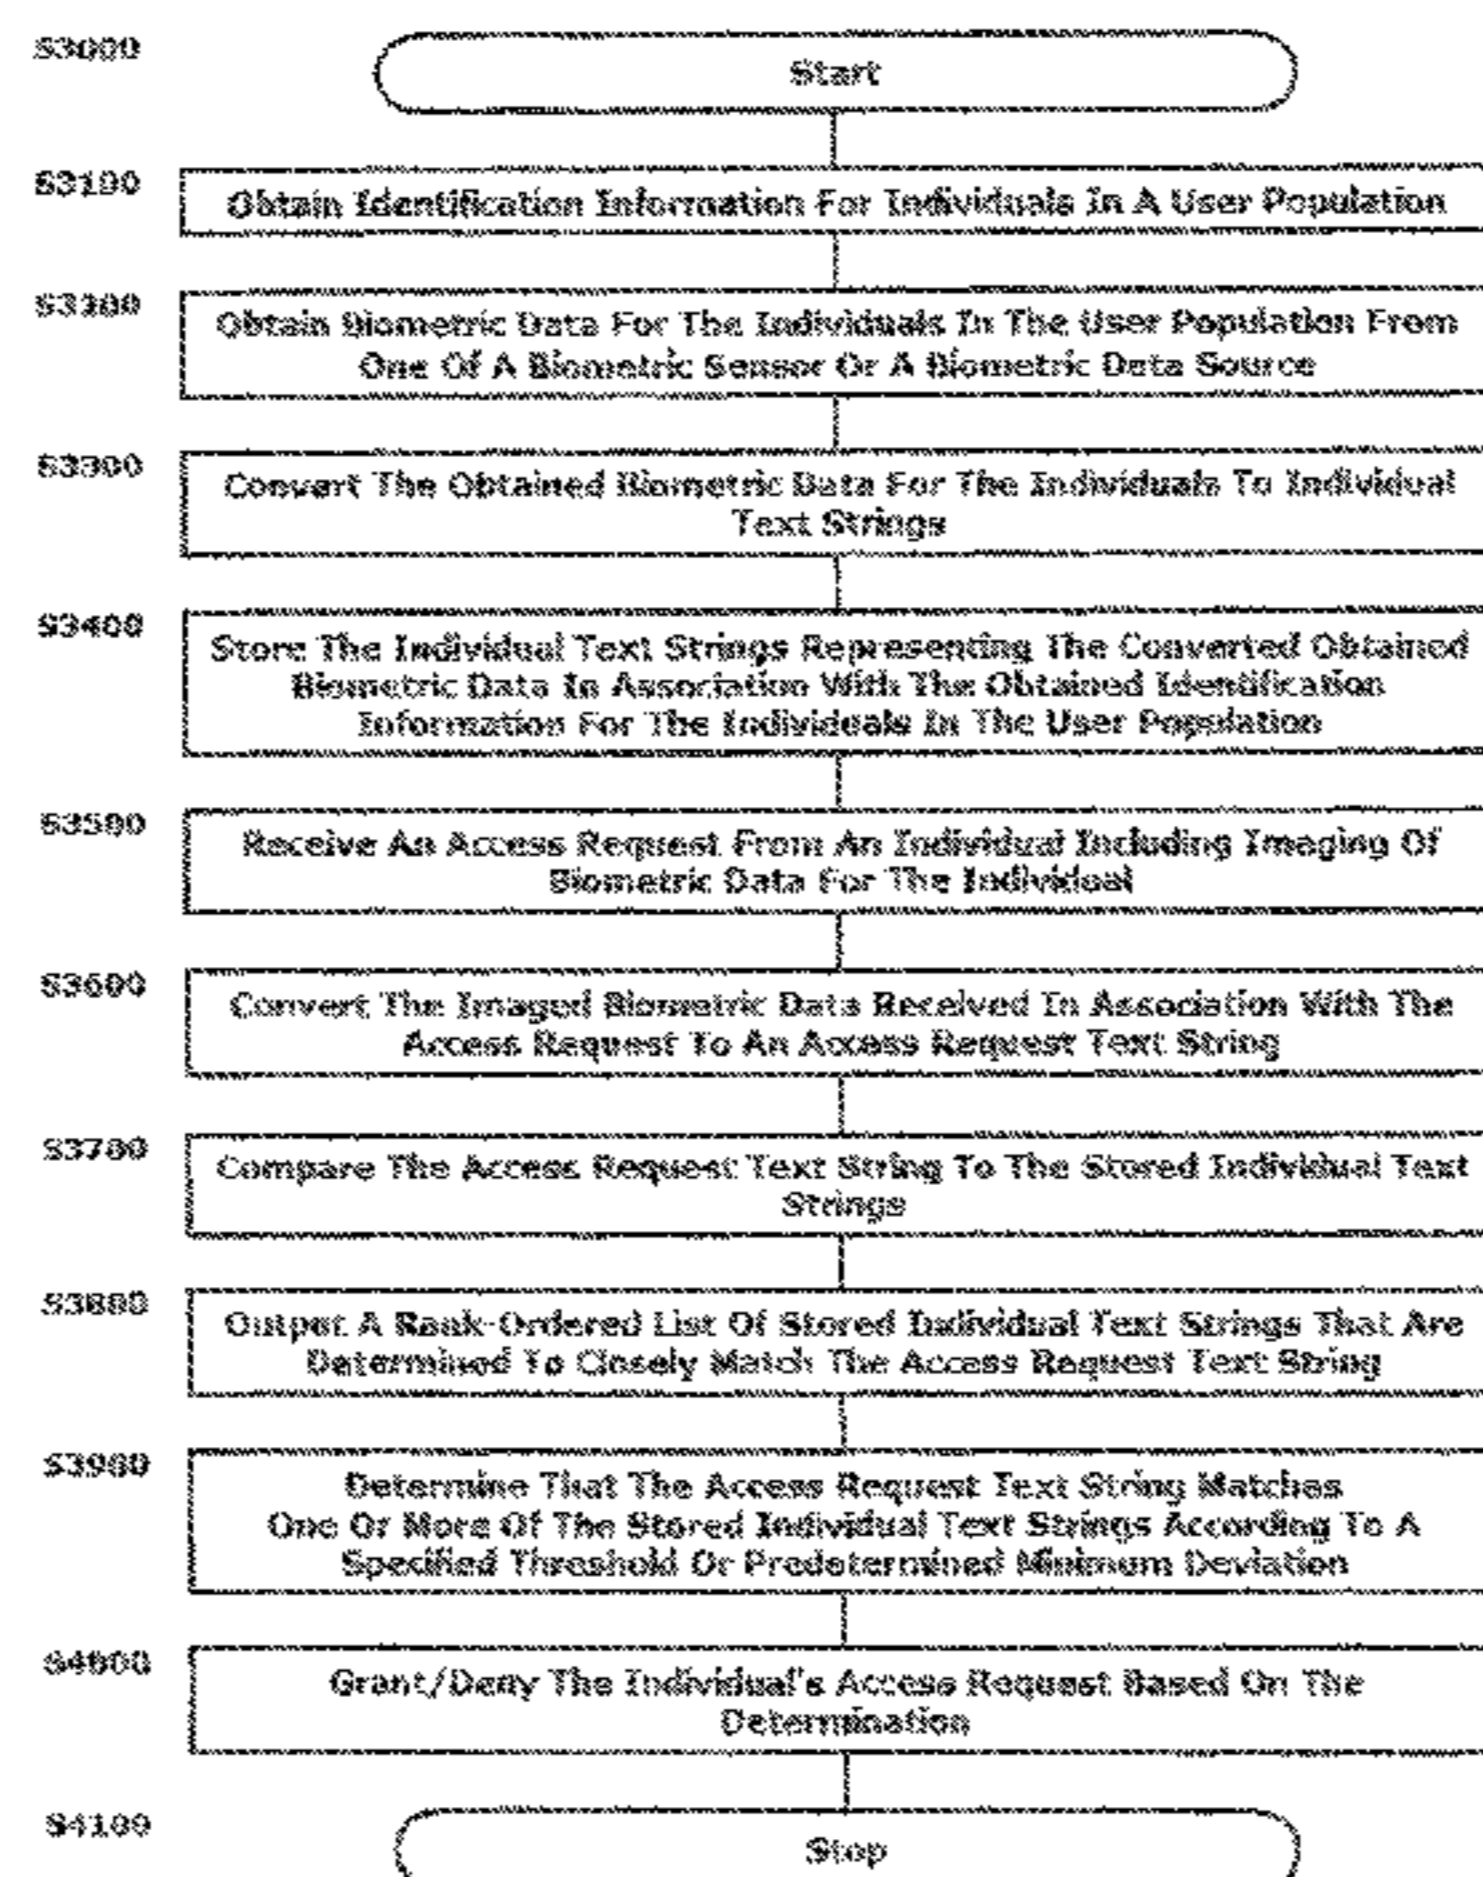 S3000
Start
S3100
Obtain Identification Information For Individuals In A User Population
S3200
Obtain Biometric Data For The Individuals In The User Population From
One Of A Biometric Sensor Or A Biometric Data Source
S3300
Convert The Obtained Biometric Data For The Individuals To Individual
Text Strings
S3400
Store The Individual Text Strings Representing The Converted Obtained
Biometric Data In Association With The Obtained Identification
Information For The Individuals In The User Population
S3500
Receive An Access Request From An Individual Including Imaging Of
Biometric Data For The Individual
S3600
Convert The Imaged Biometric Data Received In Association With The
Access Request To An Access Request Text String
S3700
Compare The Access Request Text String To The Stored Individual Text
Strings
S3800
Output A Rank-Ordered List Of Stored Individual Text Strings That Are
Determined To Closely Match The Access Request Text String
S3900
Determine That The Access Request Text String Matches
One Or More Of The Stored Individual Text Strings According To A
Specified Threshold Or Predetermined Minimum Deviation
S4000
Grant/Deny The Individual's Access Request Based On The
Determination
S4100
Stop